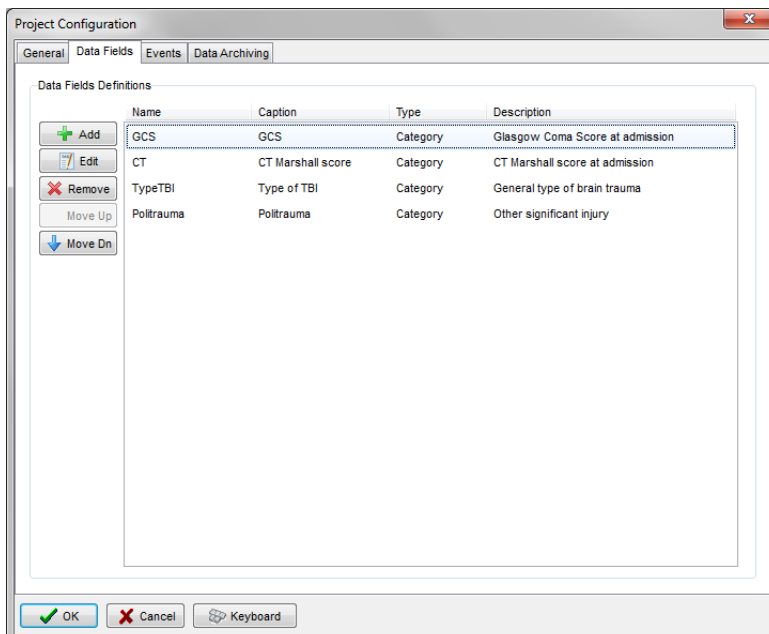 Project Configuration
General Data Fields Events Data Archiving
Data Fields Definitions
Name Caption Type Description
Add
GCS GCS Category Glasgow Coma Score at admission
Edit
CT CT Marshall score Category CT Marshall score at admission
Remove
TypeTBI Type of TBI Category General type of brain trauma
Move Up
Politrauma Politrauma Category Other significant injury
Move Dn
OK Cancel Keyboard